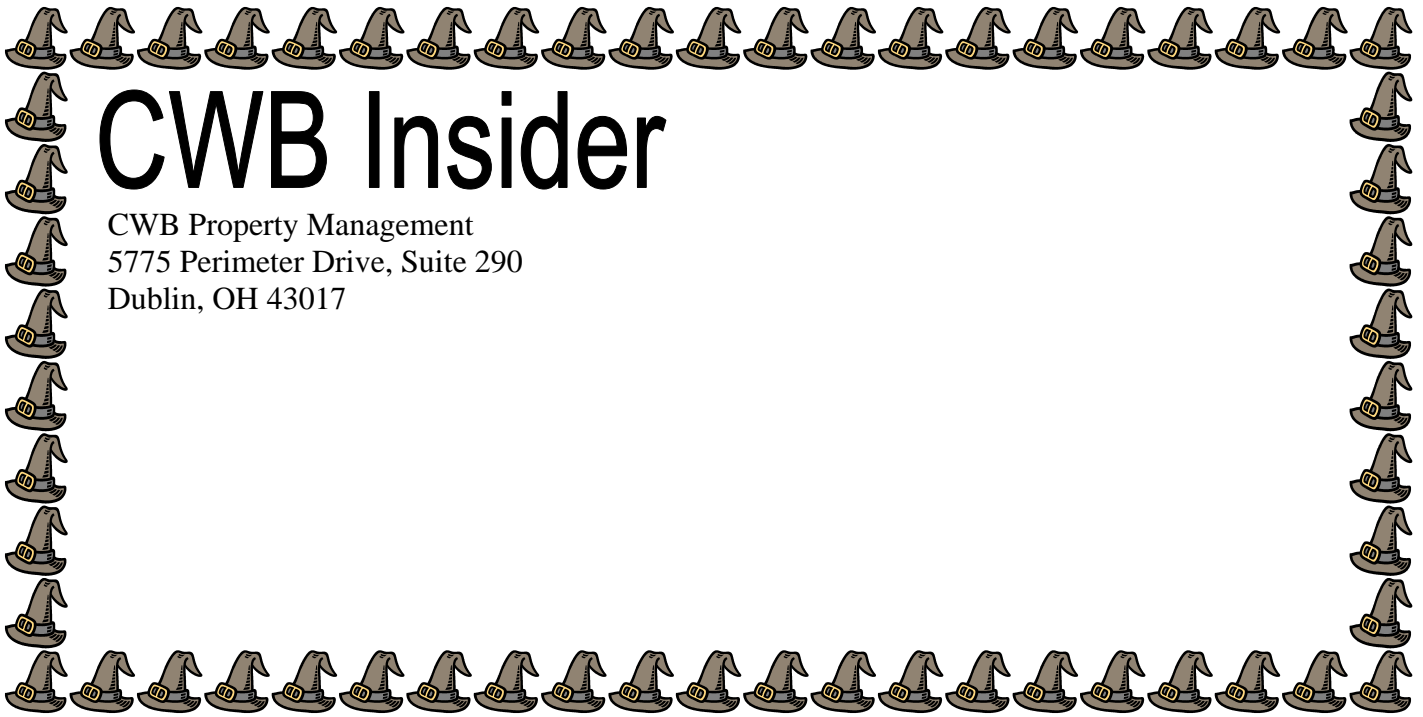 CWB Insider
CWB Property Management
5775 Perimeter Drive, Suite 290
Dublin, OH 43017